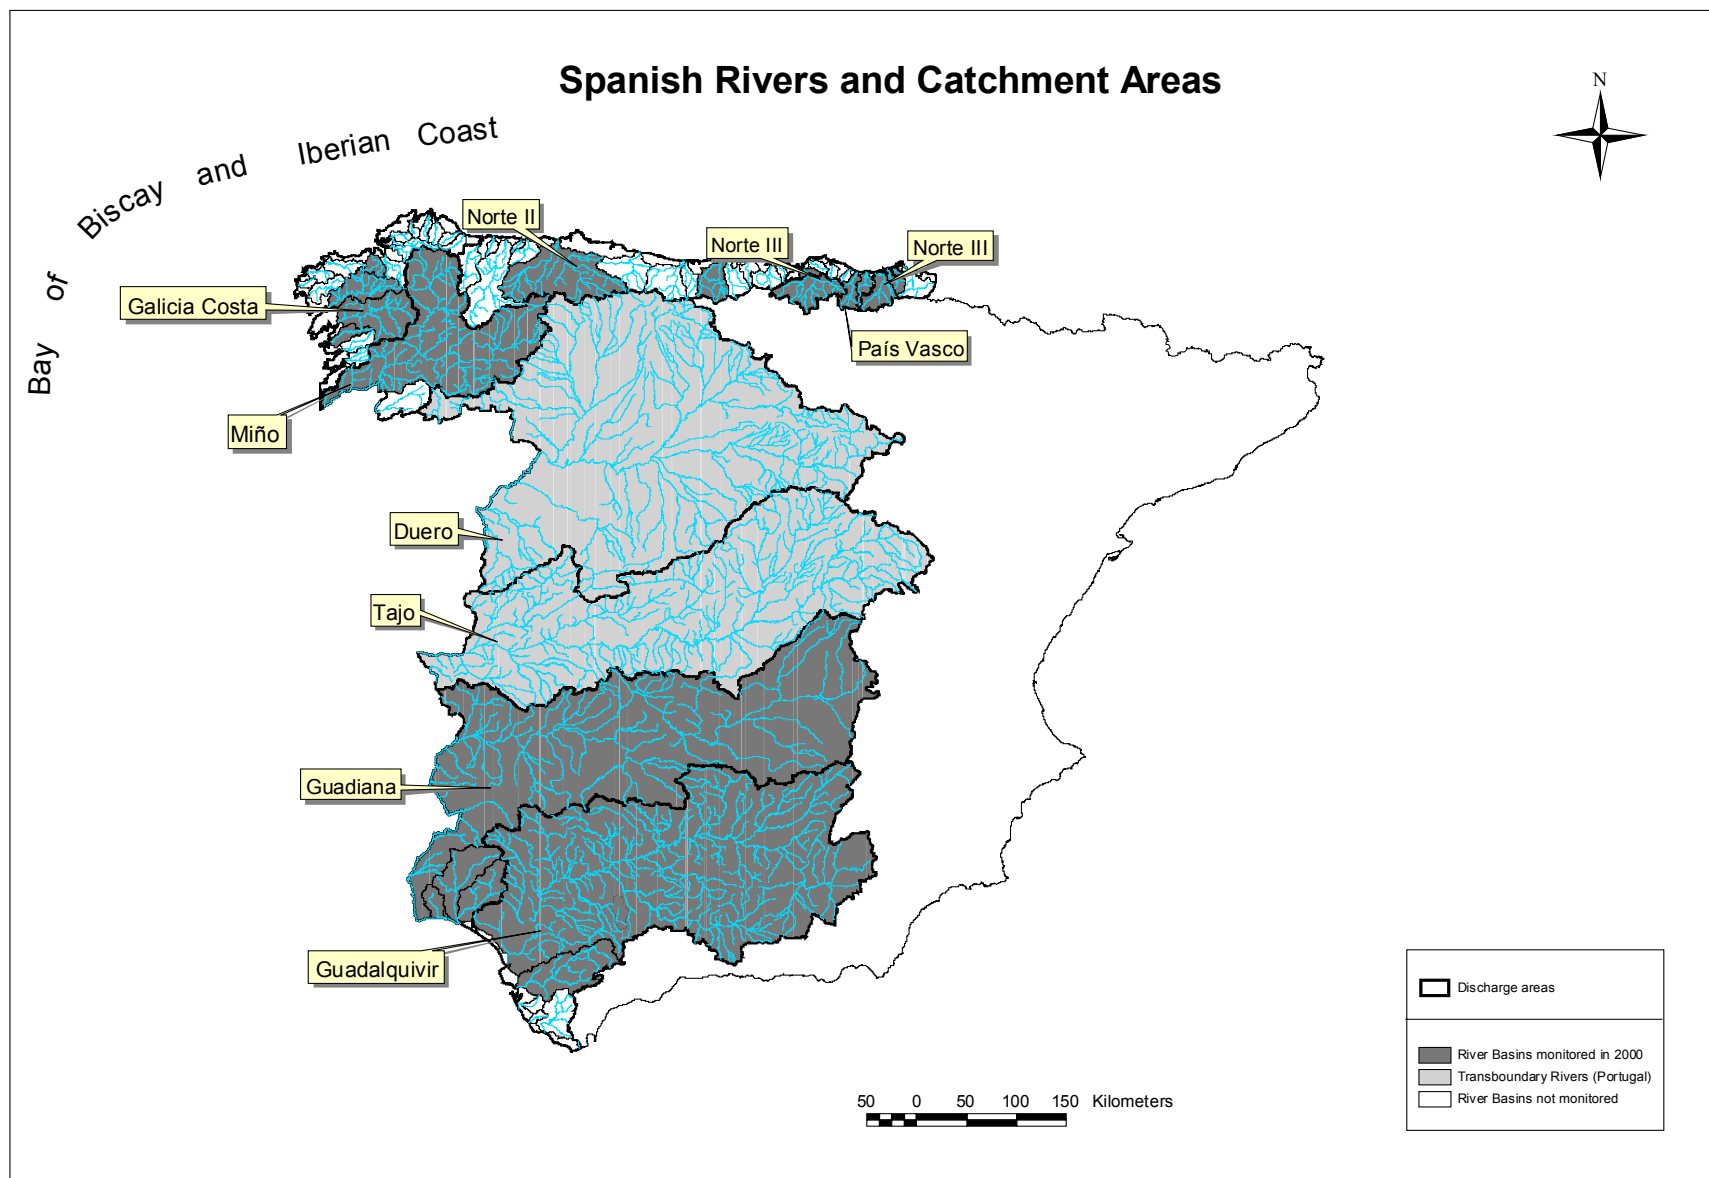 Spanish Rivers and Catchment Areas
N
Bay of Biscay and Iberian Coast
Norte II
Norte III
Norte III
Galicia Costa
País Vasco
Miño
Duero
Tajo
Guadiana
Guadalquivir
Discharge areas
River Basins monitored in 2000
Transboundary Rivers (Portugal)
River Basins not monitored
50 0 50 100 150 Kilometers